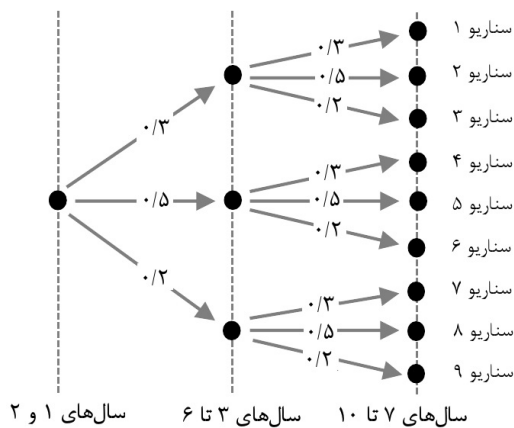 سناریو ۱
۰/۳
۰/۵
سناریو ۲
۰/۲
سناریو ۳
۰/۳
سناریو ۴
۰/۳
۰/۵
۰/۵
سناریو ۵
۰/۲
سناریو ۶
۰/۲
سناریو ۷
۰/۳
۰/۵
سناریو ۸
۰/۲
سناریو ۹
سال‌های ۱ و ۲
سال‌های ۳ تا ۶
سال‌های ۷ تا ۱۰